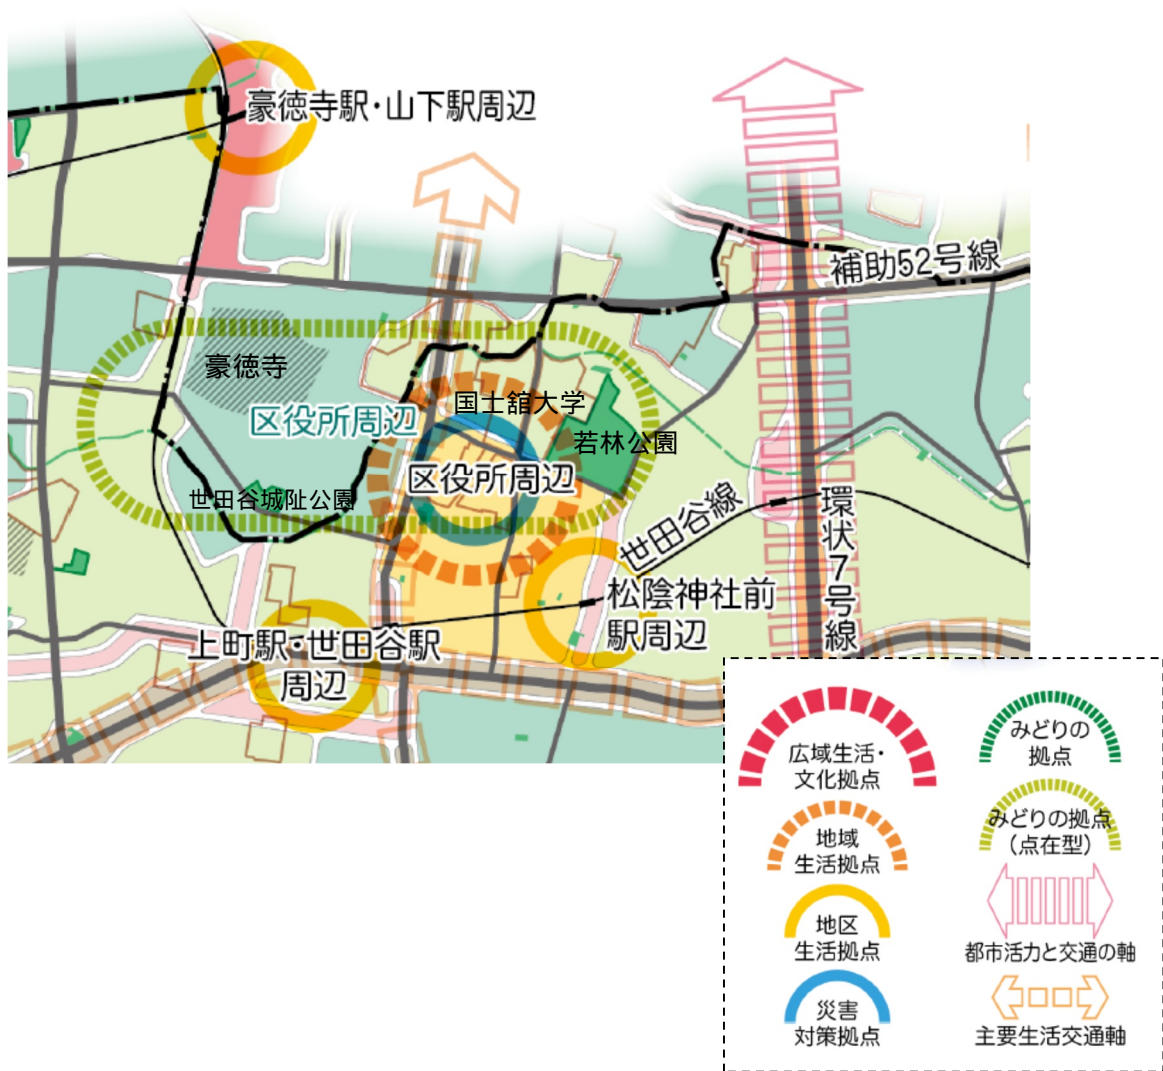 豪徳寺駅・山下駅周辺
補助52号線
豪徳寺
国士舘大学
区役所周辺
若林公園
区役所周辺
世田谷城阯公園
世田谷線
環状7号線
松陰神社前
駅周辺
上町駅・世田谷駅
周辺
広域生活・
文化拠点
みどりの
拠点
地域
生活拠点
みどりの拠点
（点在型）
地区
生活拠点
都市活力と交通の軸
災害
対策拠点
主要生活交通軸